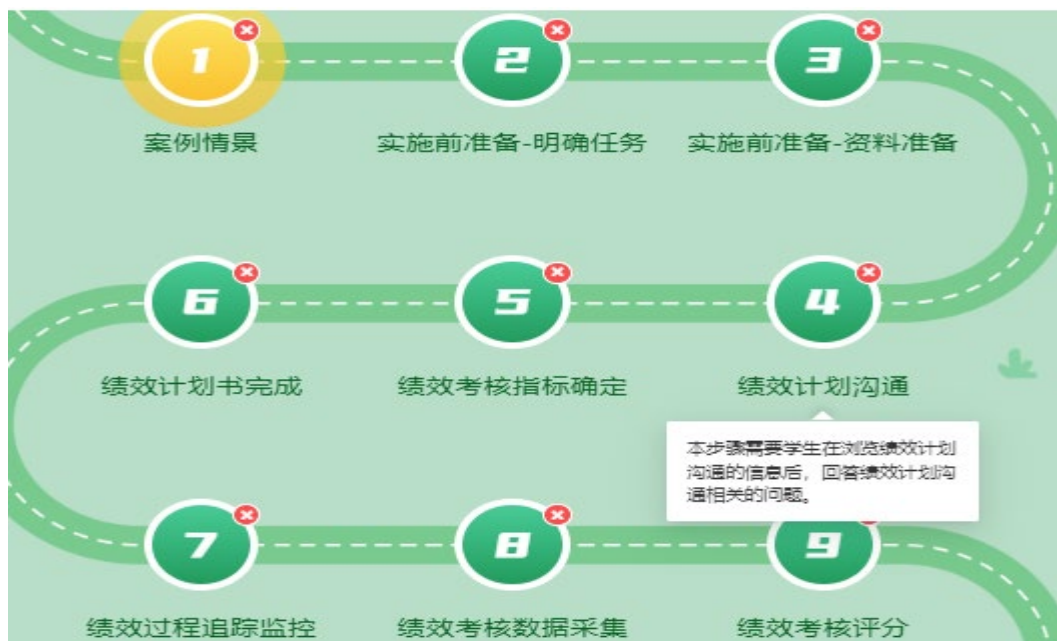 1
2
3
案例情景
实施前准备-明确任务
实施前准备-资料准备
6
5
4
绩效计划书完成
绩效考核指标确定
绩效计划沟通
本步骤需要学生在浏览绩效计划
沟通的信息后，回答绩效计划沟
通相关的问题。
7
8
9
绩效过程追踪监控
绩效考核数据采集
绩效考核评分